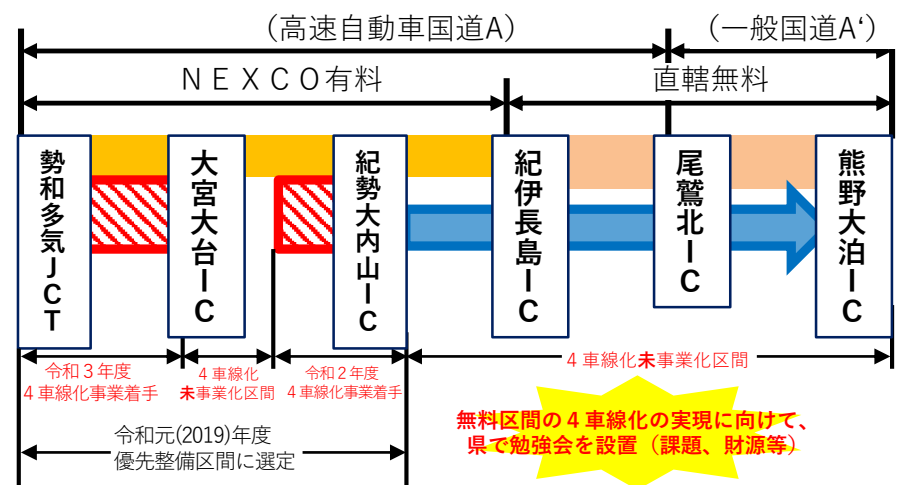 （高速自動車国道A）
（一般国道A‘）
ＮＥＸＣＯ有料
直轄無料
勢和多気ＪＣＴ
大宮大台ＩＣ
紀勢大内山ＩＣ
紀伊長島ＩＣ
尾鷲北ＩＣ
熊野大泊ＩＣ
令和３年度
４車線化事業着手
４車線化
未事業化区間
令和２年度
４車線化事業着手
４車線化未事業化区間
令和元(2019)年度
優先整備区間に選定
無料区間の４車線化の実現に向けて、
県で勉強会を設置（課題、財源等）